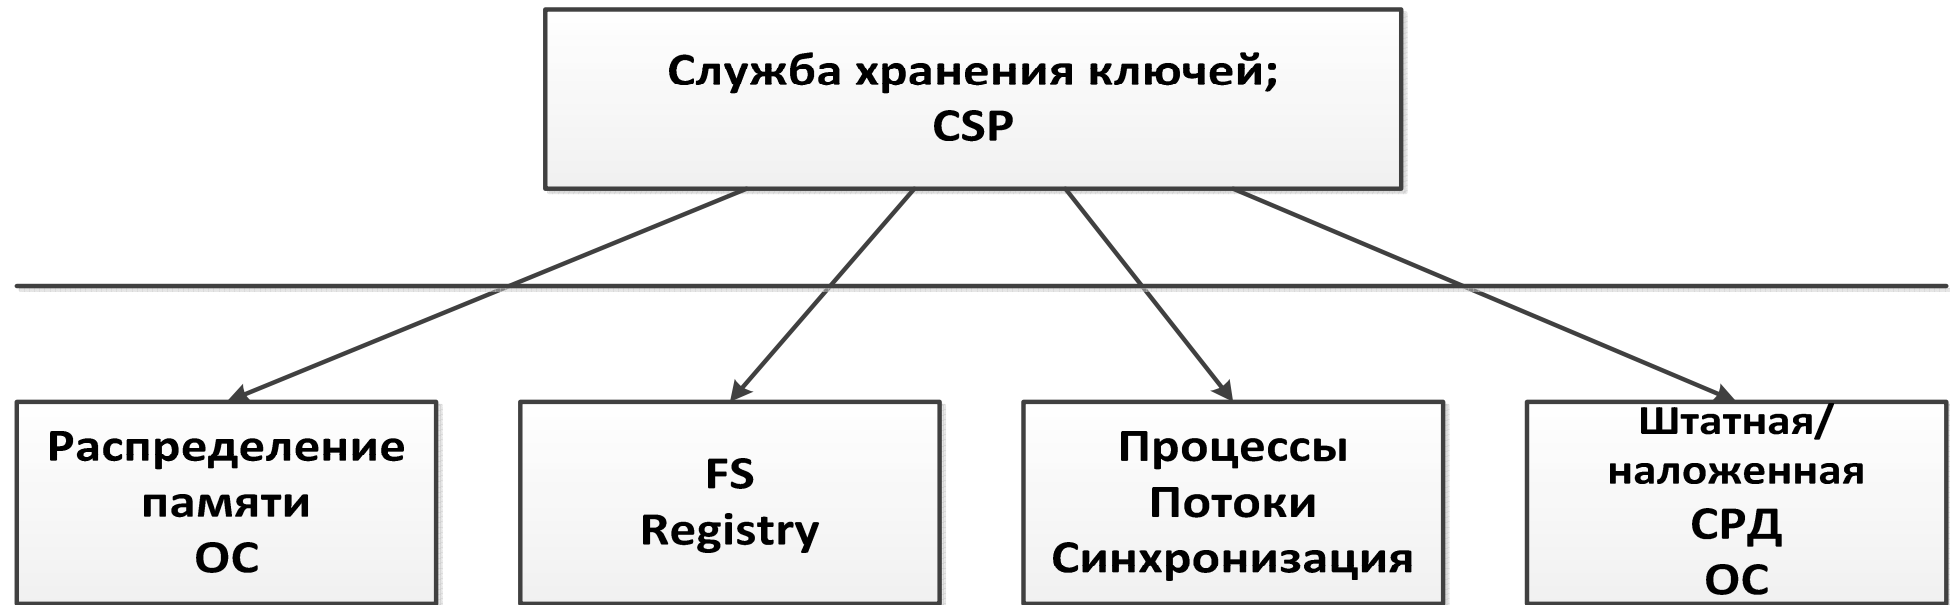 Служба хранения ключей;
CSP
Распределение
памяти
ОС
FS
Registry
Процессы
Потоки
Синхронизация
Штатная/
наложенная
СРД
ОС